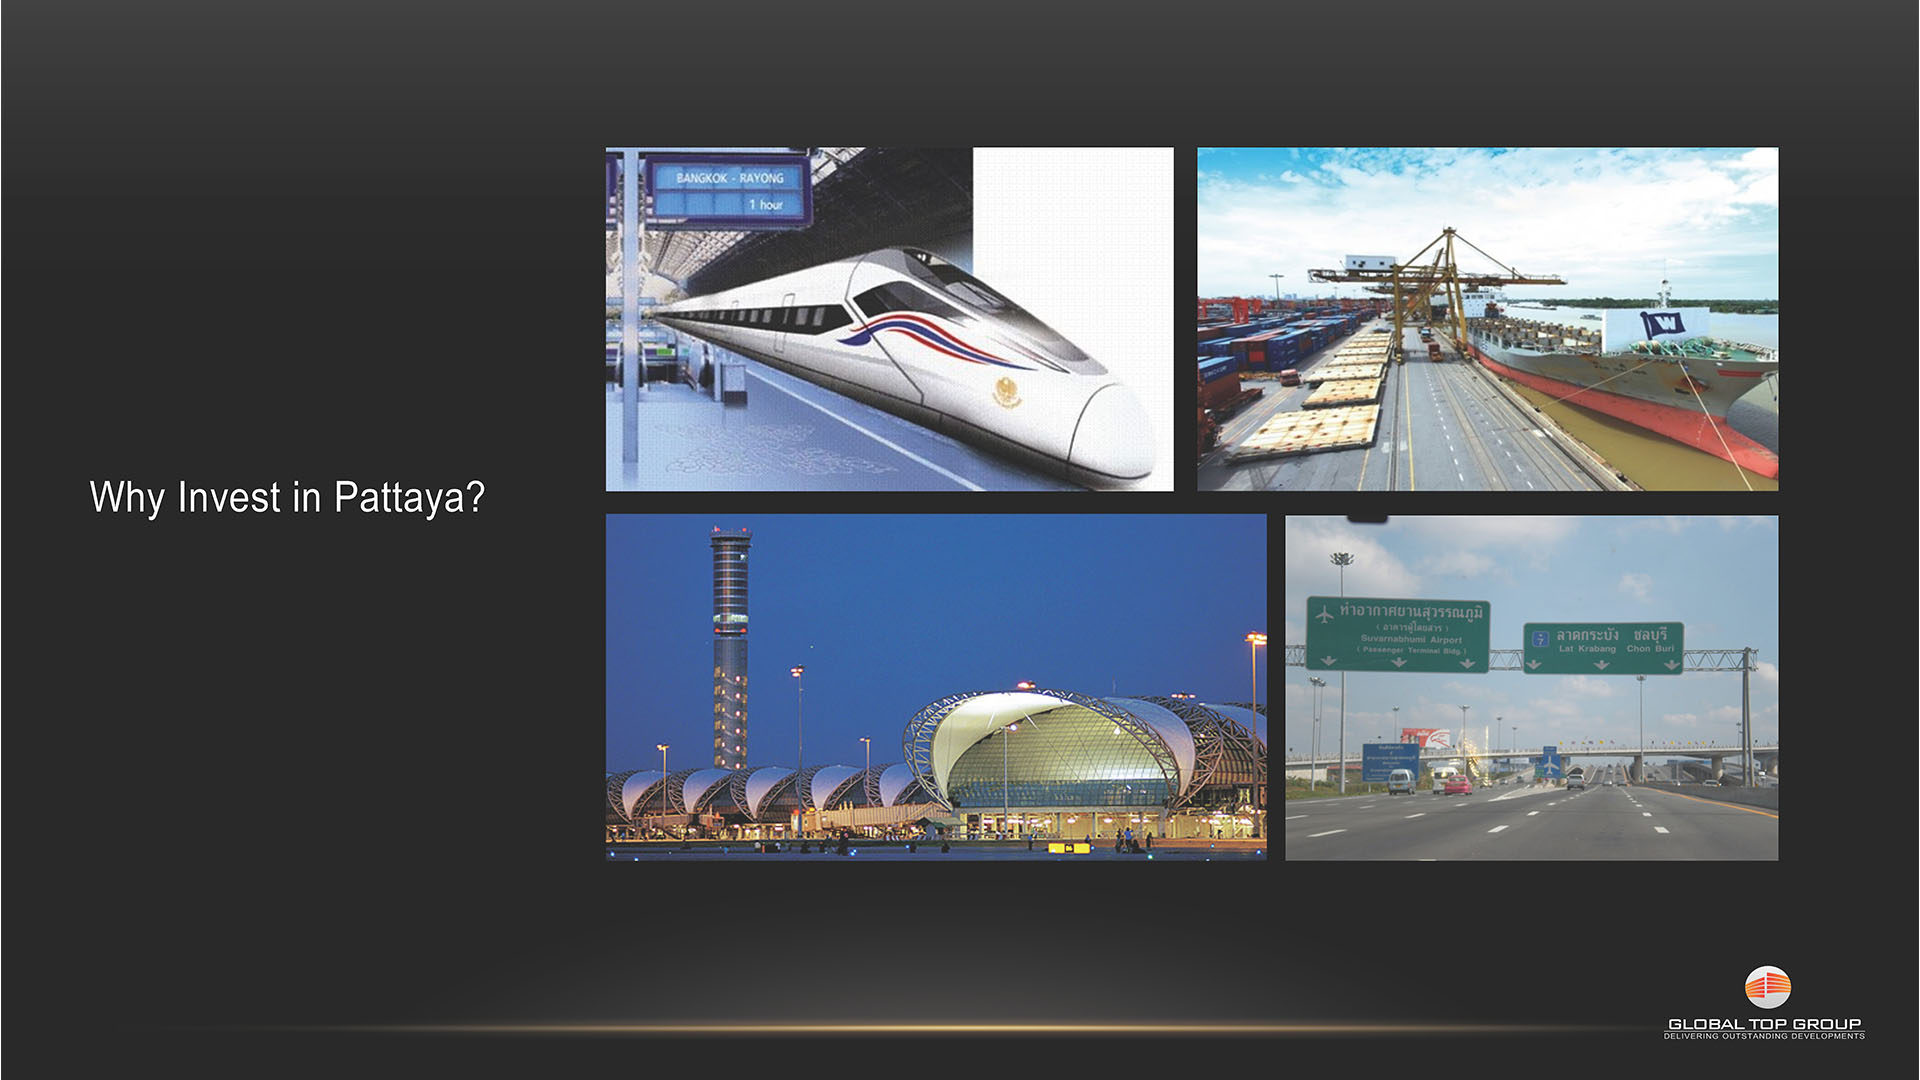 Why Invest in Pattaya?
BANGKOK - RAYONG
1 hour
W
ท่าอากาศยานสุวรรณภูมิ
( อาคารผู้โดยสาร )
Suvarnabhumi Airport
( Passenger Terminal Bldg. )
7
ลาดกระบัง ชลบุรี
Lat Krabang Chon Buri
GLOBAL TOP GROUP
DELIVERING OUTSTANDING DEVELOPMENTS